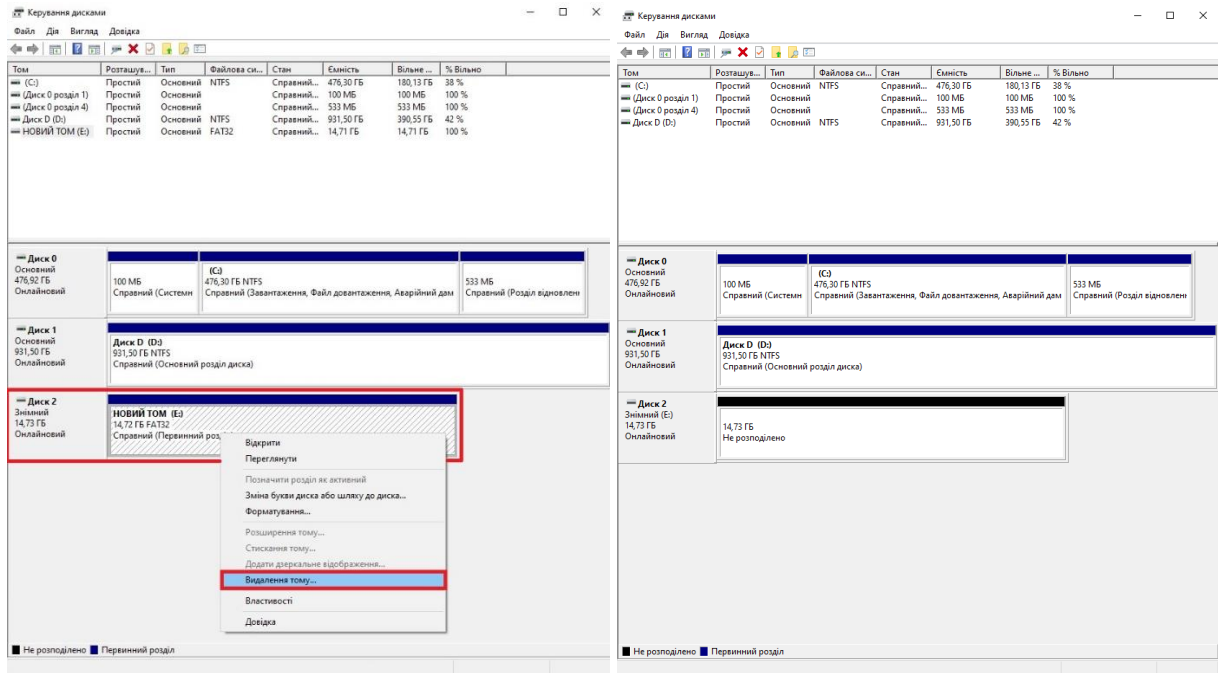 Керування дисками
Файл Дія Вигляд Довідка
Том Розташув... Тип Файлова си... Стан Ємність Вільне ... % Вільно
(C:) Простий Основний NTFS Справний... 476,30 ГБ 180,13 ГБ 38 %
(Диск 0 розділ 1) Простий Основний Справний... 100 МБ 100 МБ 100 %
(Диск 0 розділ 4) Простий Основний Справний... 533 МБ 533 МБ 100 %
Диск D (D:) Простий Основний NTFS Справний... 931,50 ГБ 390,55 ГБ 42 %
НОВИЙ ТОМ (E:) Простий Основний FAT32 Справний... 14,71 ГБ 14,71 ГБ 100 %
Диск 0
Основний
476,92 ГБ
Онлайновий
100 МБ
Справний (Системн
(C:)
476,30 ГБ NTFS
Справний (Завантаження, Файл довантаження, Аварійний дам
533 МБ
Справний (Розділ відновленн
Диск 1
Основний
931,50 ГБ
Онлайновий
Диск D (D:)
931,50 ГБ NTFS
Справний (Основний розділ диска)
Диск 2
Знімний
14,73 ГБ
Онлайновий
НОВИЙ ТОМ (E:)
14,72 ГБ FAT32
Справний (Первинний роз
Відкрити
Переглянути
Позначити розділ як активний
Зміна букви диска або шляху до диска...
Форматування...
Розширення тому...
Стискання тому...
Додати дзеркальне відображення...
Видалення тому...
Властивості
Довідка
Не розподілено Первинний розділ
Керування дисками
Файл Дія Вигляд Довідка
Том Розташув... Тип Файлова си... Стан Ємність Вільне ... % Вільно
(C:) Простий Основний NTFS Справний... 476,30 ГБ 180,13 ГБ 38 %
(Диск 0 розділ 1) Простий Основний Справний... 100 МБ 100 МБ 100 %
(Диск 0 розділ 4) Простий Основний Справний... 533 МБ 533 МБ 100 %
Диск D (D:) Простий Основний NTFS Справний... 931,50 ГБ 390,55 ГБ 42 %
Диск 0
Основний
476,92 ГБ
Онлайновий
100 МБ
Справний (Системн
(C:)
476,30 ГБ NTFS
Справний (Завантаження, Файл довантаження, Аварійний дам
533 МБ
Справний (Розділ відновленн
Диск 1
Основний
931,50 ГБ
Онлайновий
Диск D (D:)
931,50 ГБ NTFS
Справний (Основний розділ диска)
Диск 2
Знімний (E:)
14,73 ГБ
Онлайновий
14,73 ГБ
Не розподілено
Не розподілено Первинний розділ